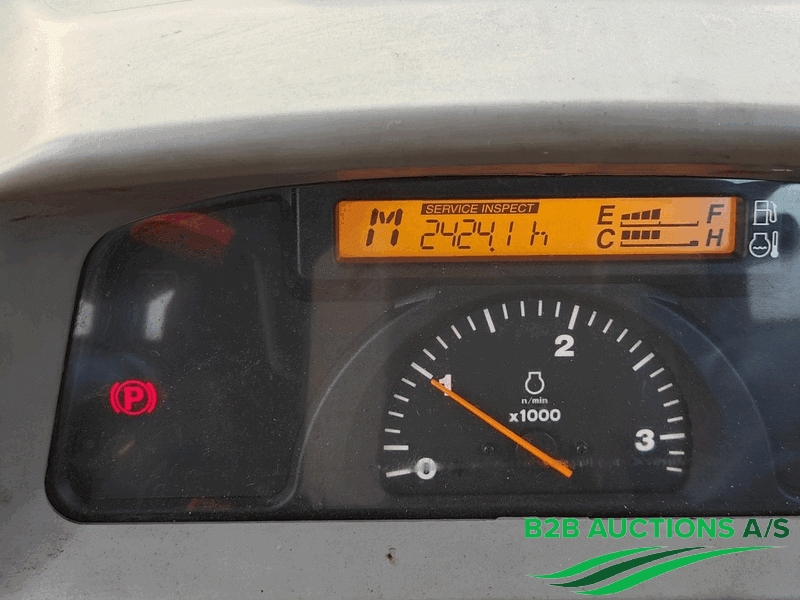 SERVICE INSPECT
M 2424.1 h
E F
C H
0 1 2 3
n/min
x1000
P
B2B AUCTIONS A/S